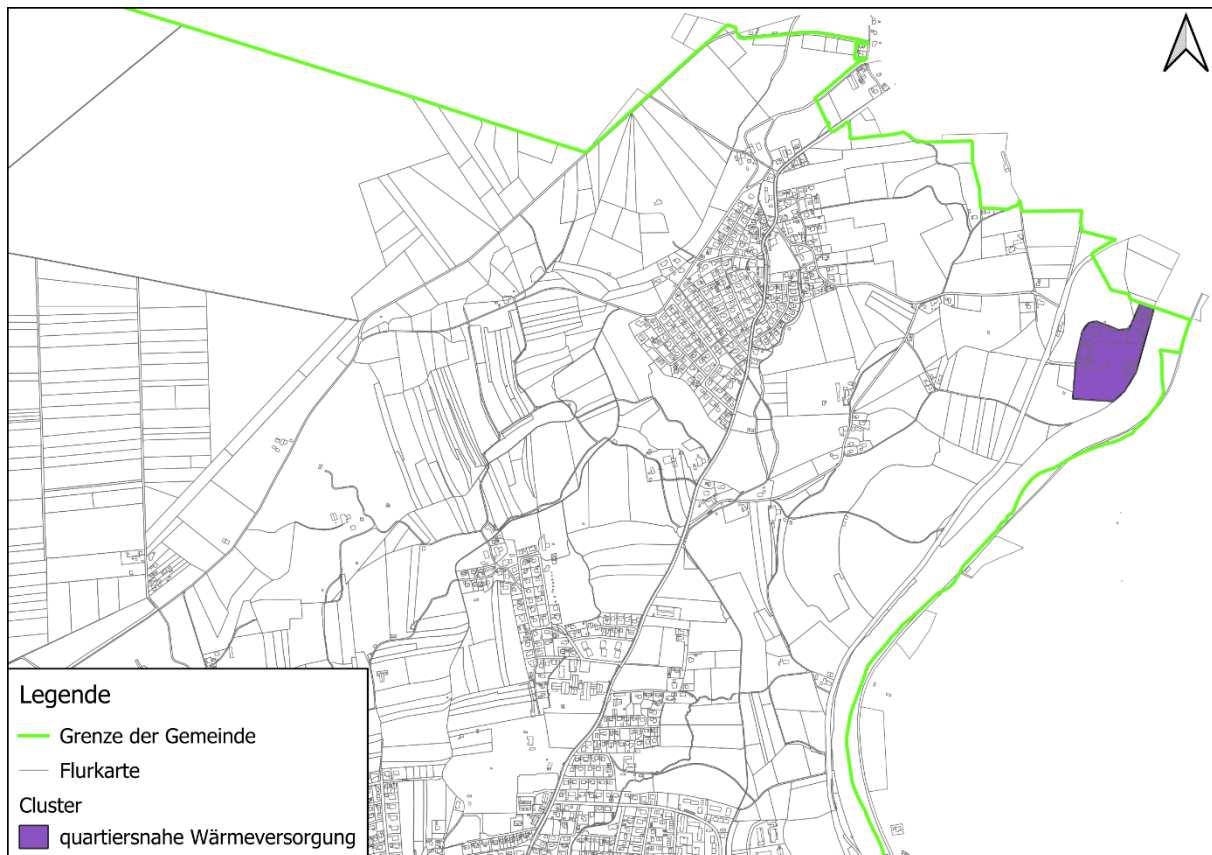 Legende
Grenze der Gemeinde
Flurkarte
Cluster
quartiersnahe Wärmeversorgung